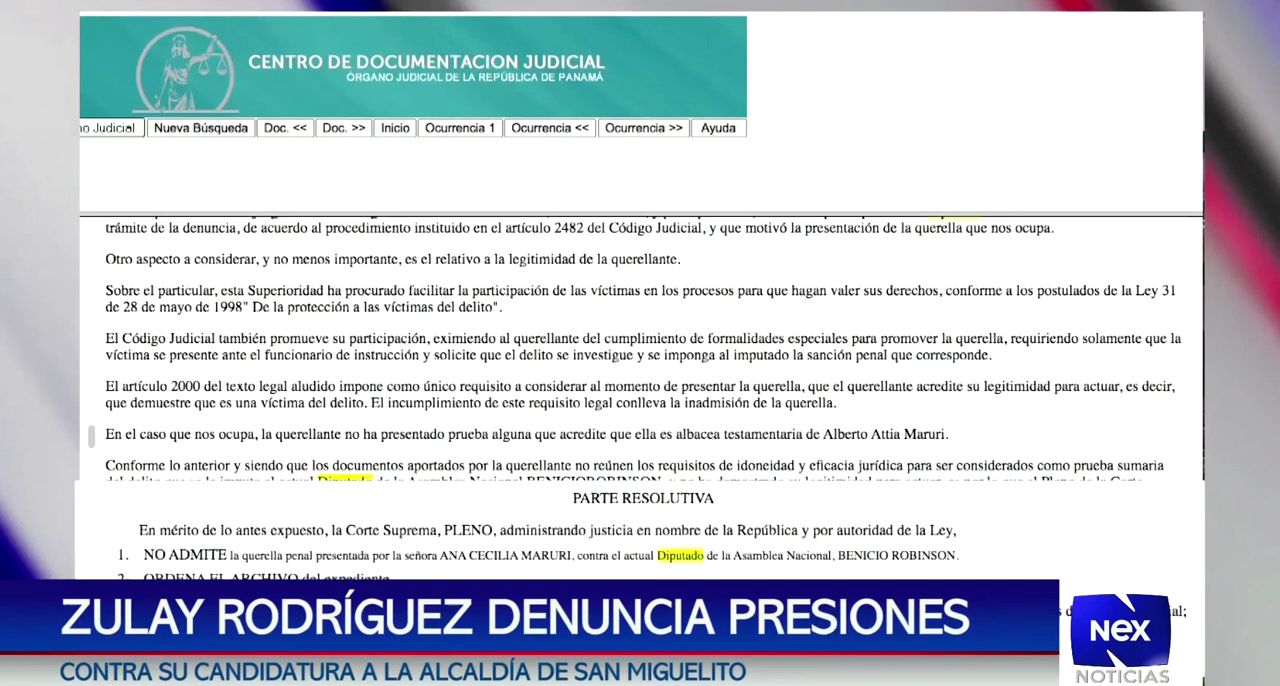 CENTRO DE DOCUMENTACION JUDICIAL
ÓRGANO JUDICIAL DE LA REPÚBLICA DE PANAMÁ
no Judicial Nueva Búsqueda Doc. << Doc. >> Inicio Ocurrencia 1 Ocurrencia << Ocurrencia >> Ayuda
trámite de la denuncia, de acuerdo al procedimiento instituido en el artículo 2482 del Código Judicial, y que motivó la presentación de la querella que nos ocupa.
Otro aspecto a considerar, y no menos importante, es el relativo a la legitimidad de la querellante.
Sobre el particular, esta Superioridad ha procurado facilitar la participación de las víctimas en los procesos para que hagan valer sus derechos, conforme a los postulados de la Ley 31
de 28 de mayo de 1998" De la protección a las víctimas del delito".
El Código Judicial también promueve su participación, eximiendo al querellante del cumplimiento de formalidades especiales para promover la querella, requiriendo solamente que la
víctima se presente ante el funcionario de instrucción y solicite que el delito se investigue y se imponga al imputado la sanción penal que corresponde.
El artículo 2000 del texto legal aludido impone como único requisito a considerar al momento de presentar la querella, que el querellante acredite su legitimidad para actuar, es decir,
que demuestre que es una víctima del delito. El incumplimiento de este requisito legal conlleva la inadmisión de la querella.
En el caso que nos ocupa, la querellante no ha presentado prueba alguna que acredite que ella es albacea testamentaria de Alberto Attia Maruri.
Conforme lo anterior y siendo que los documentos aportados por la querellante no reúnen los requisitos de idoneidad y eficacia jurídica para ser considerados como prueba sumaria
PARTE RESOLUTIVA
En mérito de lo antes expuesto, la Corte Suprema, PLENO, administrando justicia en nombre de la República y por autoridad de la Ley,
1. NO ADMITE la querella penal presentada por la señora ANA CECILIA MARURI, contra el actual Diputado de la Asamblea Nacional, BENICIO ROBINSON.
2. ORDENA EL ARCHIVO del expediente
ZULAY RODRÍGUEZ DENUNCIA PRESIONES
CONTRA SU CANDIDATURA A LA ALCALDÍA DE SAN MIGUELITO
NEX
NOTICIAS